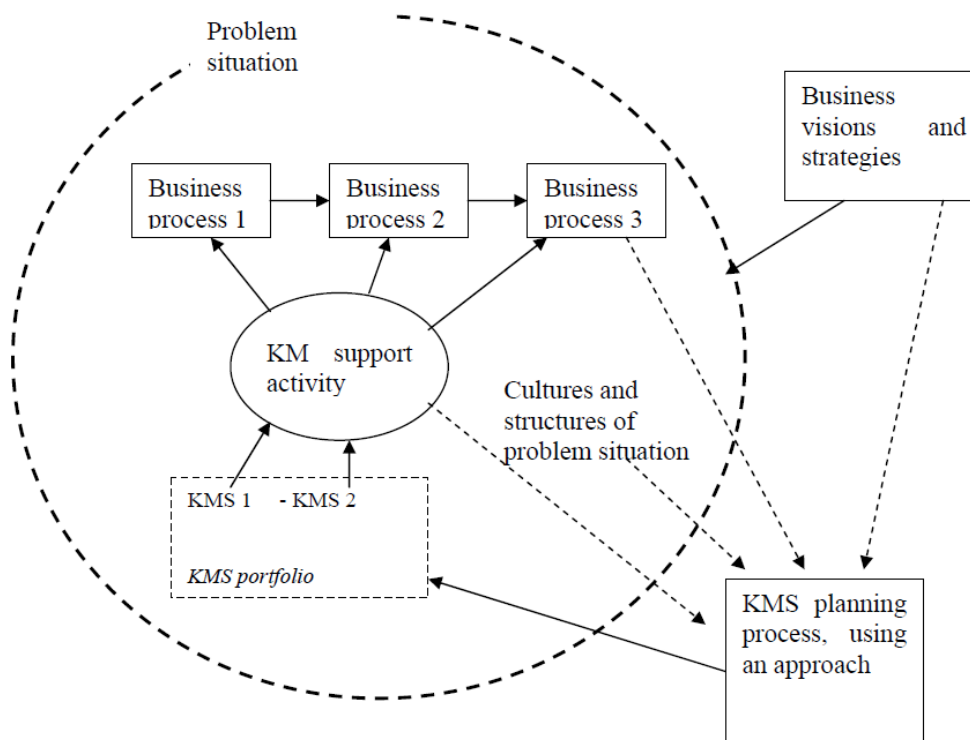 Problem
situation
Business
visions and
strategies
Business
process 1
Business
process 2
Business
process 3
KM support
activity
Cultures and
structures of
problem situation
KMS 1 - KMS 2
KMS portfolio
KMS planning
process, using
an approach